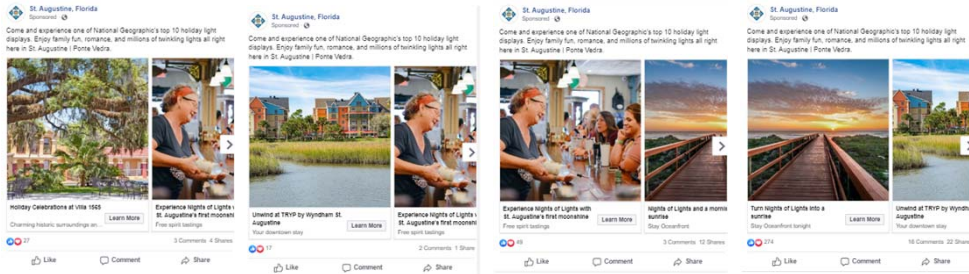 St. Augustine, Florida
Sponsored
Come and experience one of National Geographic's top 10 holiday light
displays. Enjoy family fun, romance, and millions of twinkling lights all right
here in St. Augustine | Ponte Vedra.
Holiday Celebrations at Villa 1565
Learn More
Charming historic surroundings an...
Experience Nights of Lights
St. Augustine's first moonshi
Free spirit tastings
27
3 Comments 4 Shares
Like
Comment
Share
St. Augustine, Florida
Sponsored
Come and experience one of National Geographic's top 10 holiday light
displays. Enjoy family fun, romance, and millions of twinkling lights all right
here in St. Augustine | Ponte Vedra.
Unwind at TRYP by Wyndham St.
Augustine
Learn More
Your downtown stay
Experience Nights of Lights
St. Augustine's first moonshi
Free spirit tastings
17
2 Comments 1 Share
Like
Comment
Share
St. Augustine, Florida
Sponsored
Come and experience one of National Geographic's top 10 holiday light
displays. Enjoy family fun, romance, and millions of twinkling lights all right
here in St. Augustine | Ponte Vedra.
Experience Nights of Lights with
St. Augustine's first moonshine
Learn More
Free spirit tastings
Nights of Lights and a morni
sunrise
Stay Oceanfront
3 Comments 12 Shares
Like
Comment
Share
St. Augustine, Florida
Sponsored
Come and experience one of National Geographic's top 10 holiday light
displays. Enjoy family fun, romance, and millions of twinkling lights all right
here in St. Augustine | Ponte Vedra.
Turn Nights of Lights into a
sunrise
Learn More
Stay Oceanfront tonight
Unwind at TRYP by Wyndh
Augustine
Your downtown stay
274
22 Shar
Like
Comment
Share